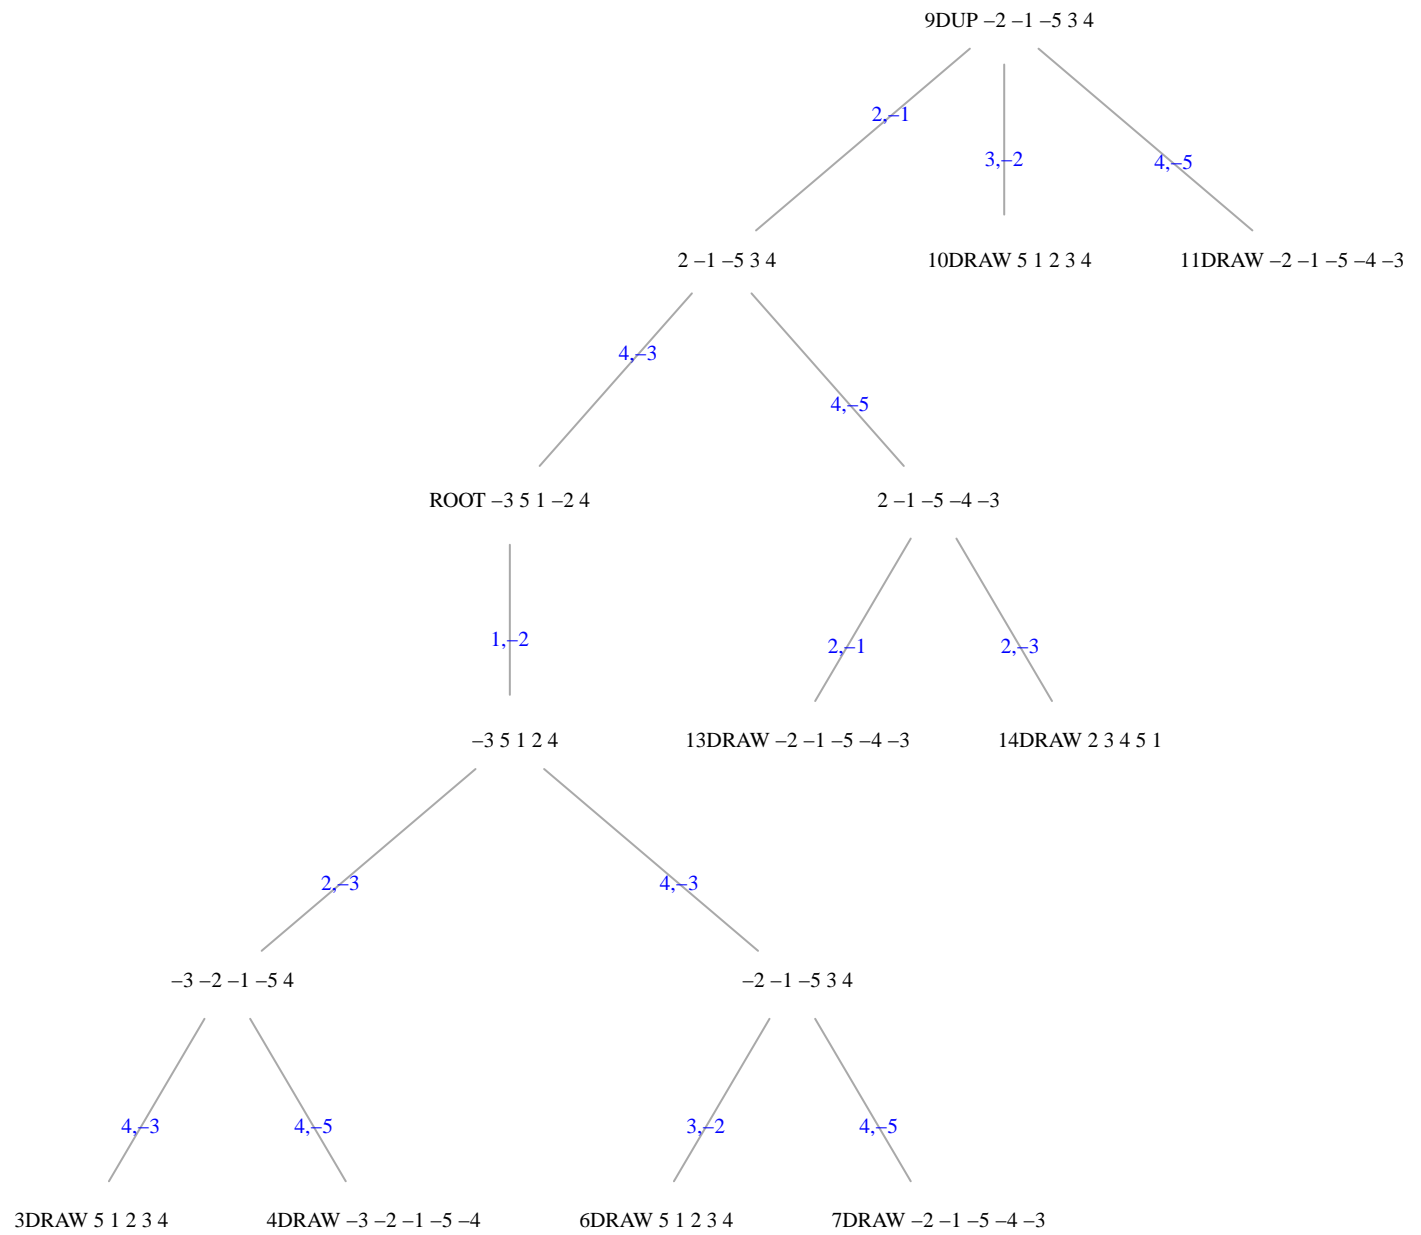 9DUP –2 –1 –5 3 4
2,–1
3,–2
4,–5
2 –1 –5 3 4
10DRAW 5 1 2 3 4
11DRAW –2 –1 –5 –4 –3
4,–3
4,–5
ROOT –3 5 1 –2 4
2 –1 –5 –4 –3
1,–2
2,–1
2,–3
–3 5 1 2 4
13DRAW –2 –1 –5 –4 –3
14DRAW 2 3 4 5 1
2,–3
4,–3
–3 –2 –1 –5 4
–2 –1 –5 3 4
4,–3
4,–5
3,–2
4,–5
3DRAW 5 1 2 3 4
4DRAW –3 –2 –1 –5 –4
6DRAW 5 1 2 3 4
7DRAW –2 –1 –5 –4 –3